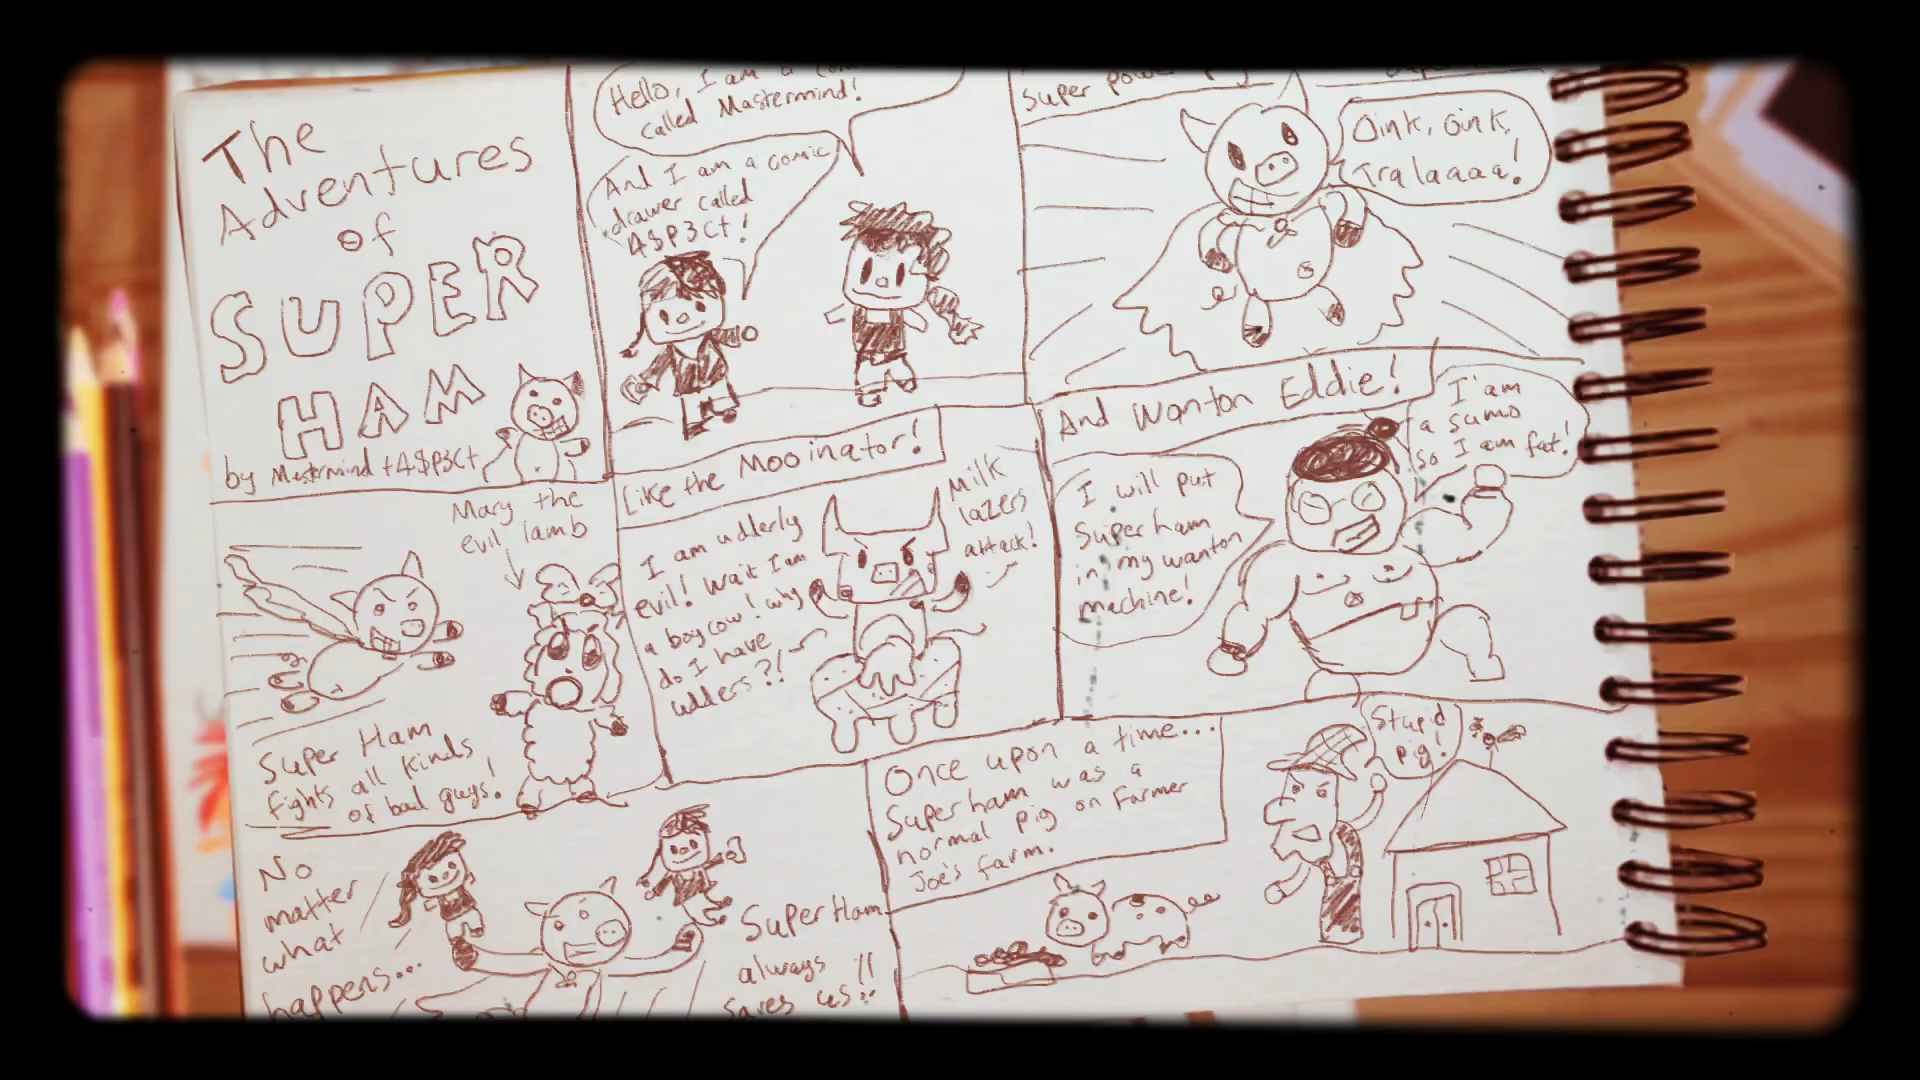 The
Adventures
of
SUPER
HAM
by Mastermind + 4$P3Ct
Hello, I am a
called Mastermind!
And I am a comic
drawer called
4$P3Ct!
super
Oink, Oink,
Tralaaaa!
Mary the
evil lamb
Super Ham
fights all kinds
of bad guys!
Like the Mooinator!
I am udderly
evil! Wait I am
a boy cow! why
do I have
udders?!
Milk
lazers
attack!
And Wanton Eddie!
I will put
Superham
in my wanton
machine!
I am
a sumo
so I am fat!
No
matter
what
happens...
Super Ham
always
saves us!!
Once upon a time...
Superham was a
normal pig on Farmer
Joe's farm.
Stupid
pig!